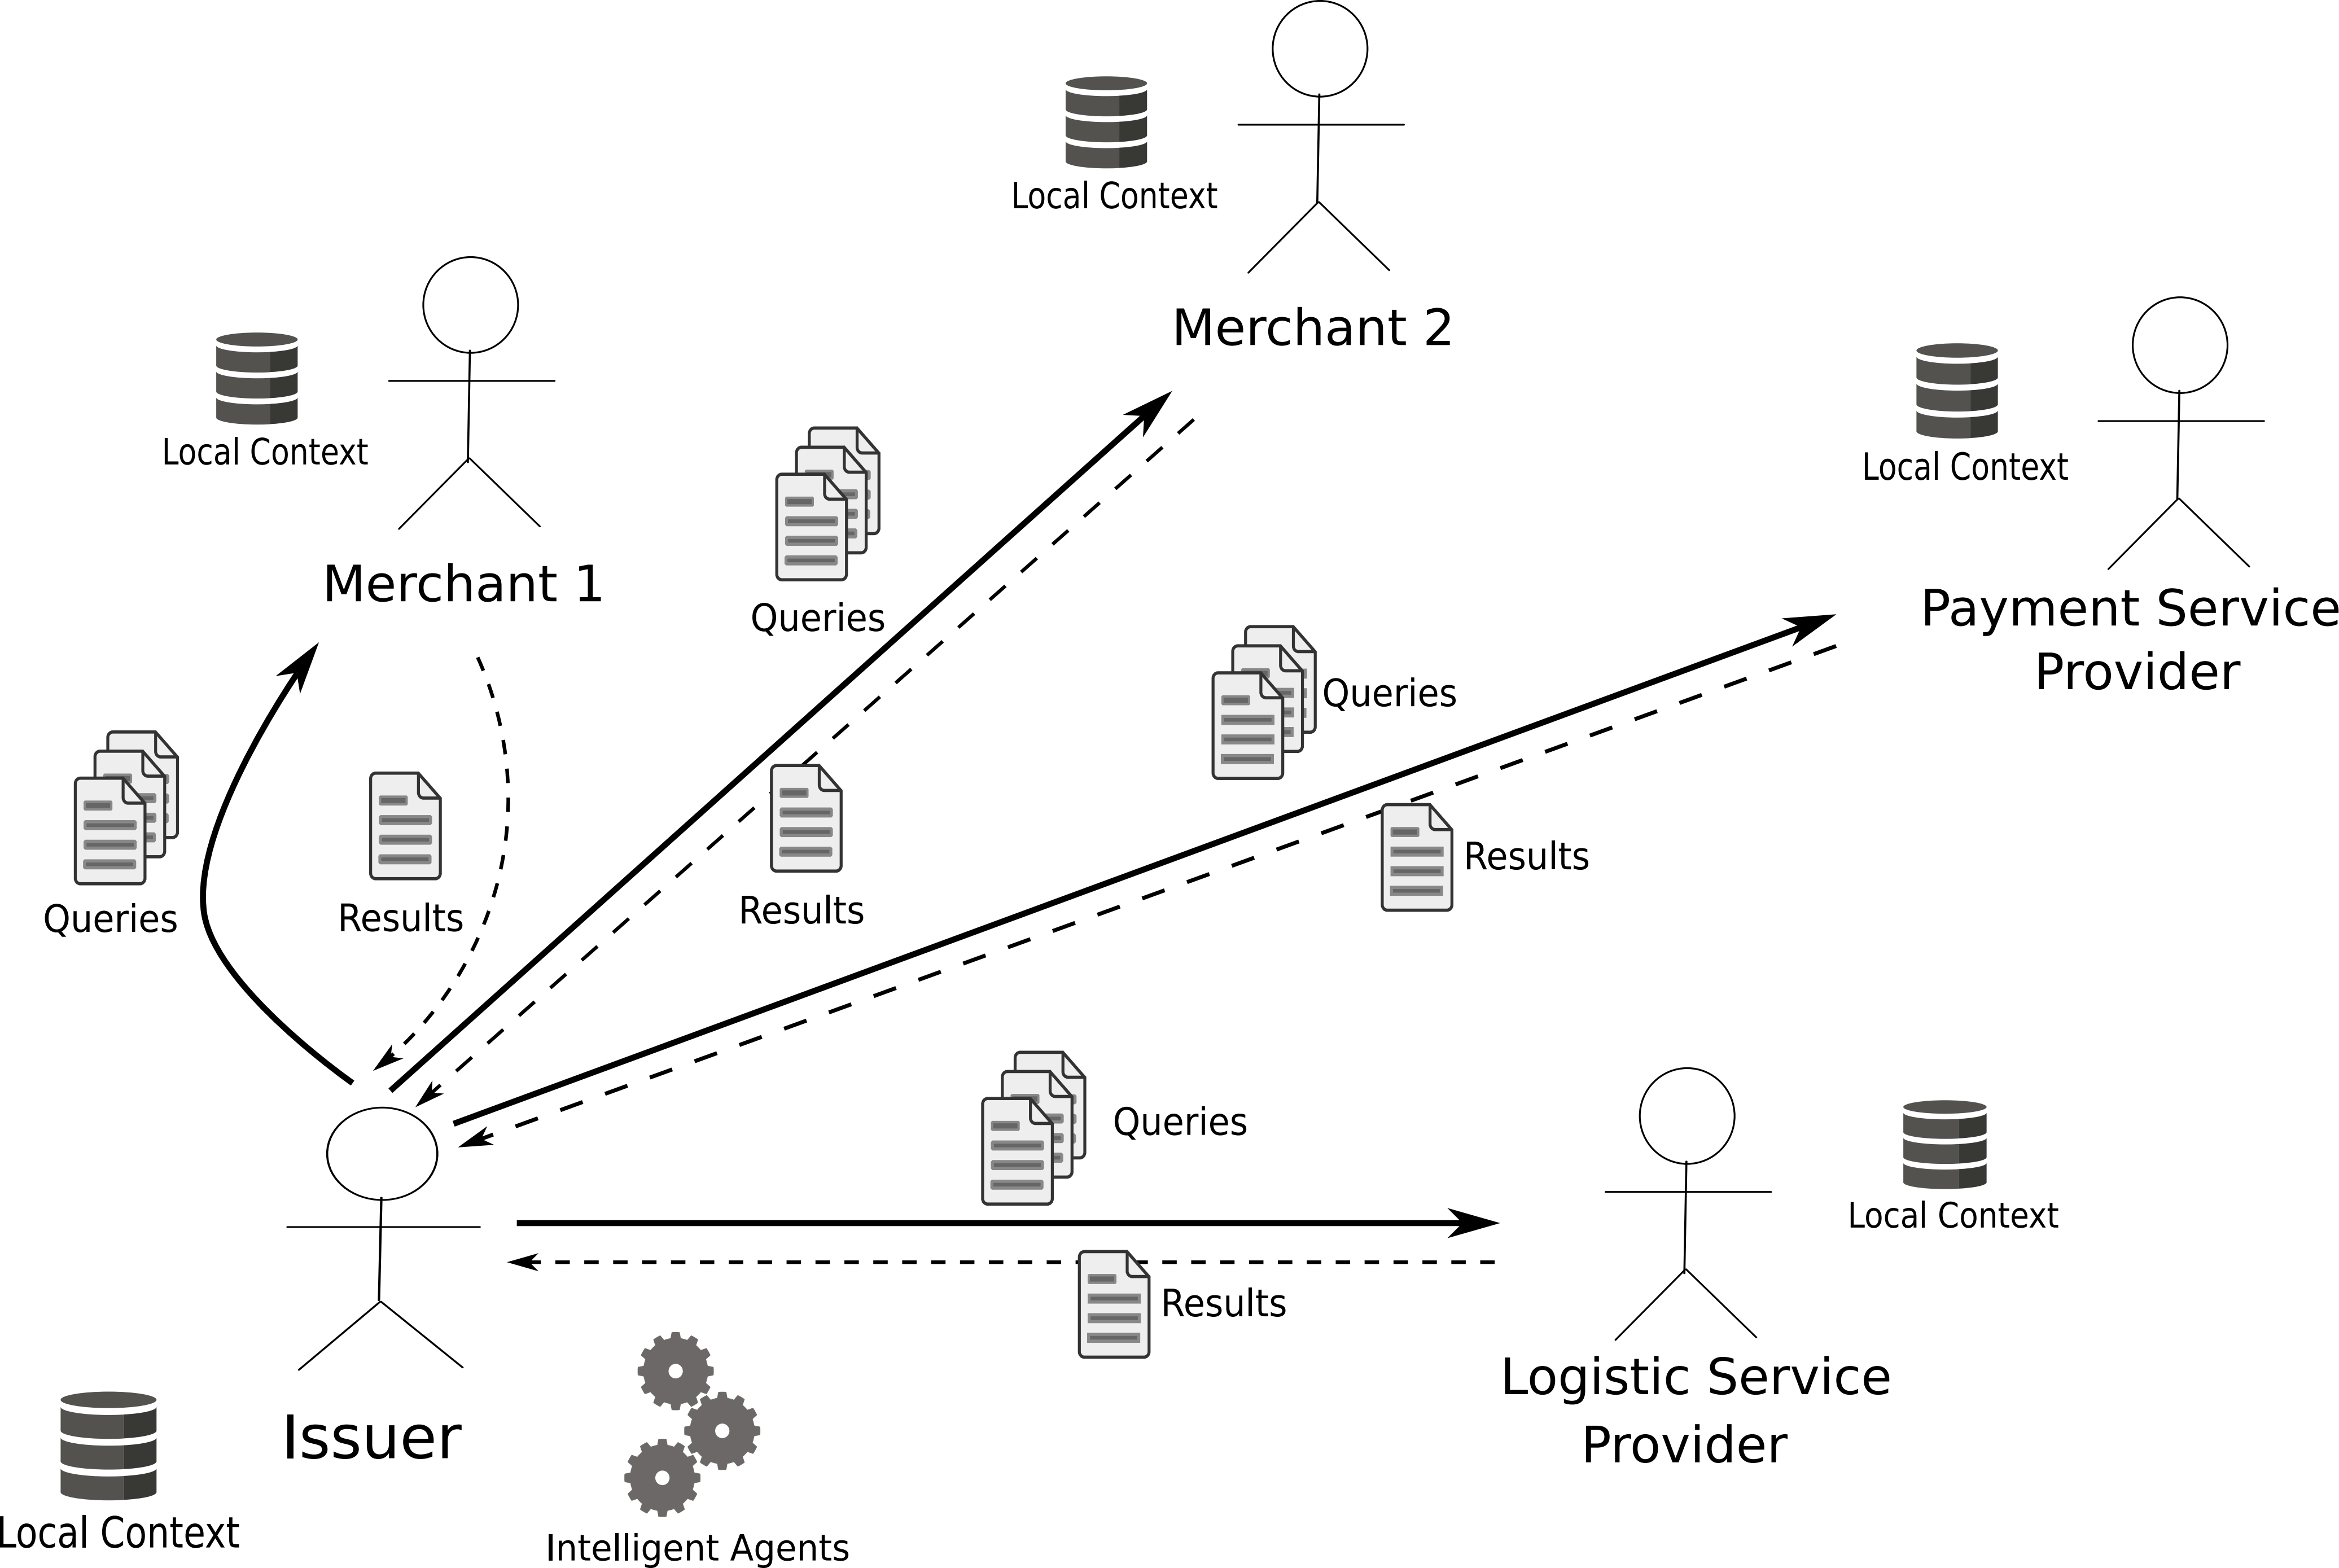 Local Context
Merchant 2
Local Context
Merchant 1
Local Context
Payment Service
Provider
Queries
Queries
Queries
Results
Results
Results
Queries
Results
Local Context
Logistic Service
Provider
Issuer
Local Context
Intelligent Agents